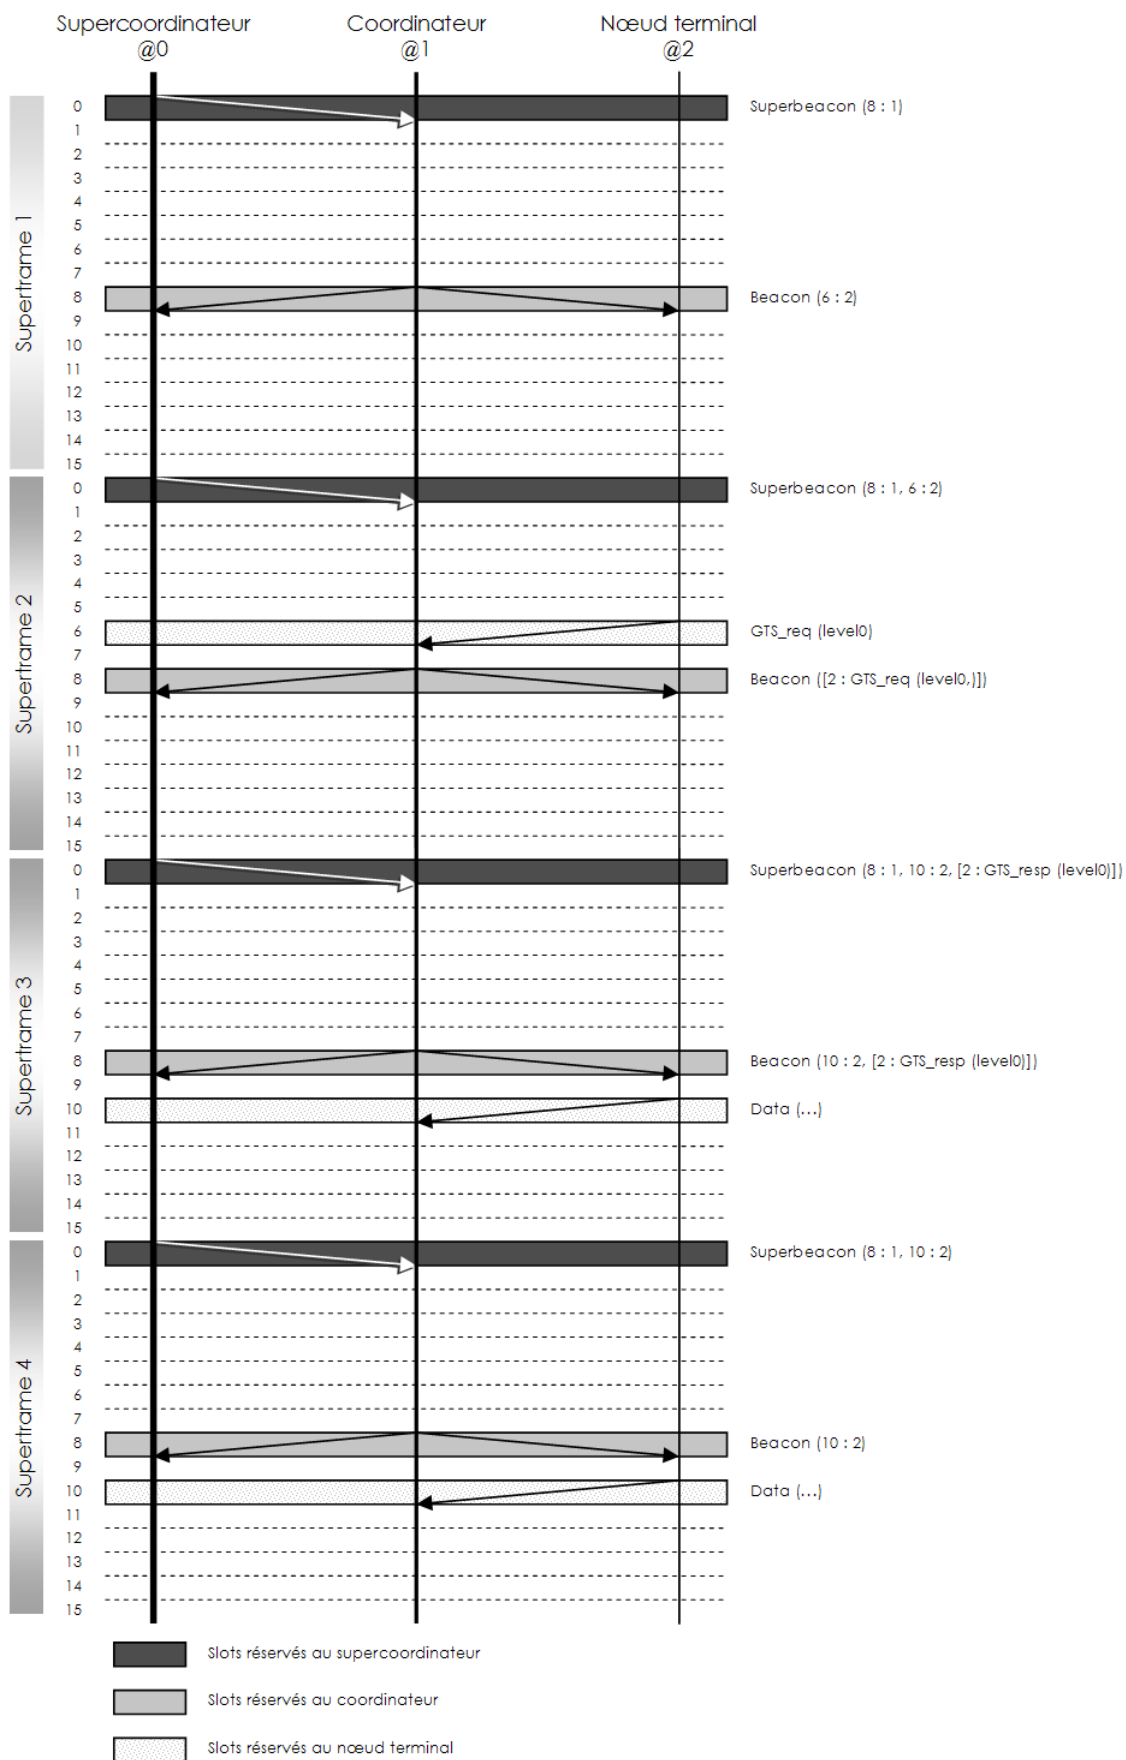 Supercoordinateur Coordinateur Nœud terminal
@0 @1 @2
Supertrame 1
0 Superbeacon (8 : 1)
1
2
3
4
5
6
7
8 Beacon (6 : 2)
9
10
11
12
13
14
15
Supertrame 2
0 Superbeacon (8 : 1, 6 : 2)
1
2
3
4
5
6 GTS_req (level0)
7
8 Beacon ([2 : GTS_req (level0,)])
9
10
11
12
13
14
15
Supertrame 3
0 Superbeacon (8 : 1, 10 : 2, [2 : GTS_resp (level0)])
1
2
3
4
5
6
7
8 Beacon (10 : 2, [2 : GTS_resp (level0)])
9
10 Data (...)
11
12
13
14
15
Supertrame 4
0 Superbeacon (8 : 1, 10 : 2)
1
2
3
4
5
6
7
8 Beacon (10 : 2)
9
10 Data (...)
11
12
13
14
15
Slots réservés au supercoordinateur
Slots réservés au coordinateur
Slots réservés au nœud terminal